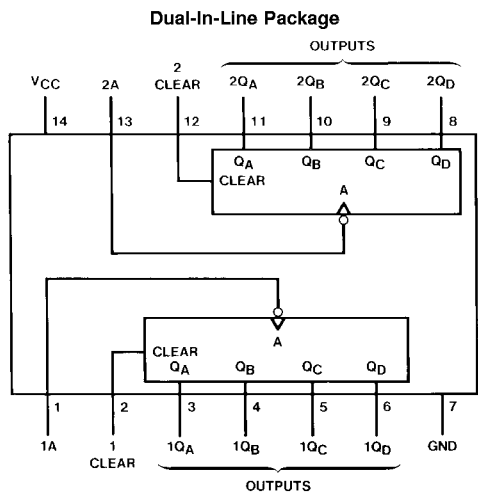 Dual-In-Line Package
OUTPUTS
VCC 2A 2 CLEAR 2QA 2QB 2QC 2QD
14 13 12 11 10 9 8
QA QB QC QD
CLEAR
A
A
CLEAR
QA QB QC QD
1 2 3 4 5 6 7
1A 1 CLEAR 1QA 1QB 1QC 1QD GND
OUTPUTS